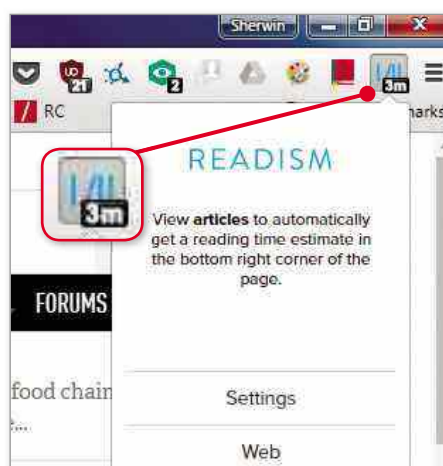 Sherwin
21
2
3m
RC
arks
READISM
3m
View articles to automatically
get a reading time estimate in
the bottom right corner of the
page.
FORUMS
food chain
...
Settings
Web